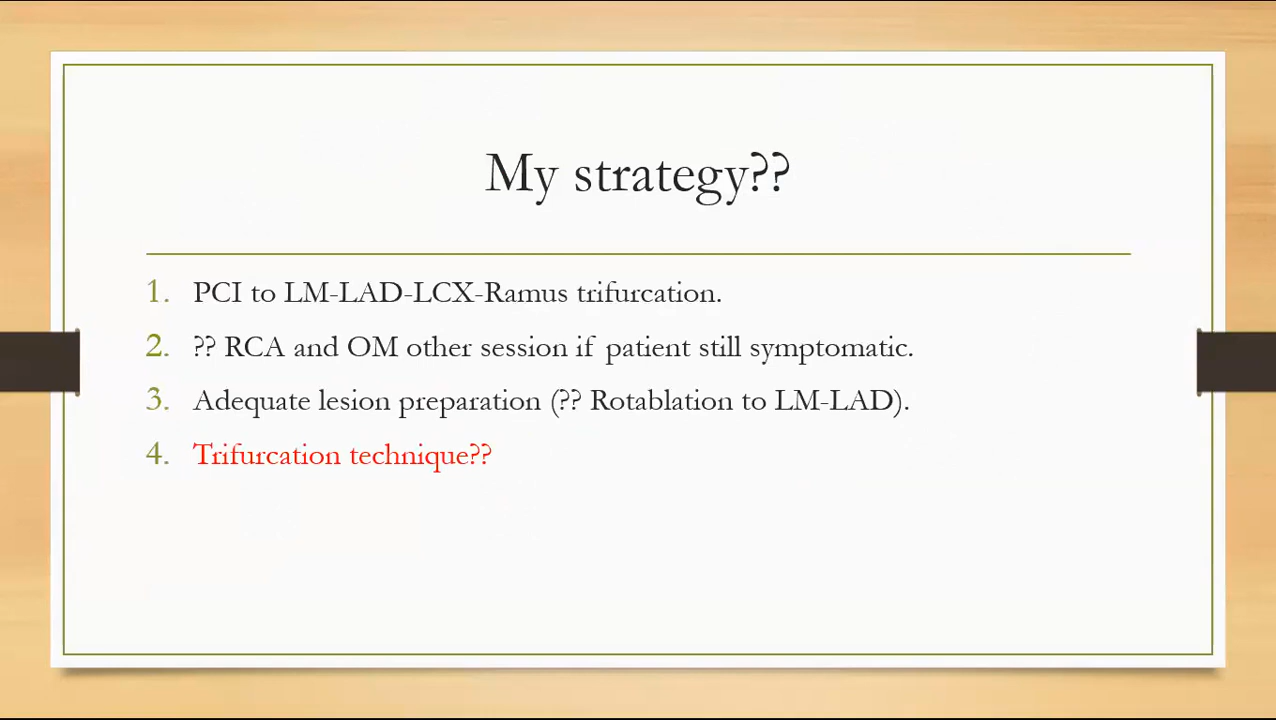 My strategy??
1. PCI to LM-LAD-LCX-Ramus trifurcation.
2. ?? RCA and OM other session if patient still symptomatic.
3. Adequate lesion preparation (?? Rotablation to LM-LAD).
4. Trifurcation technique??